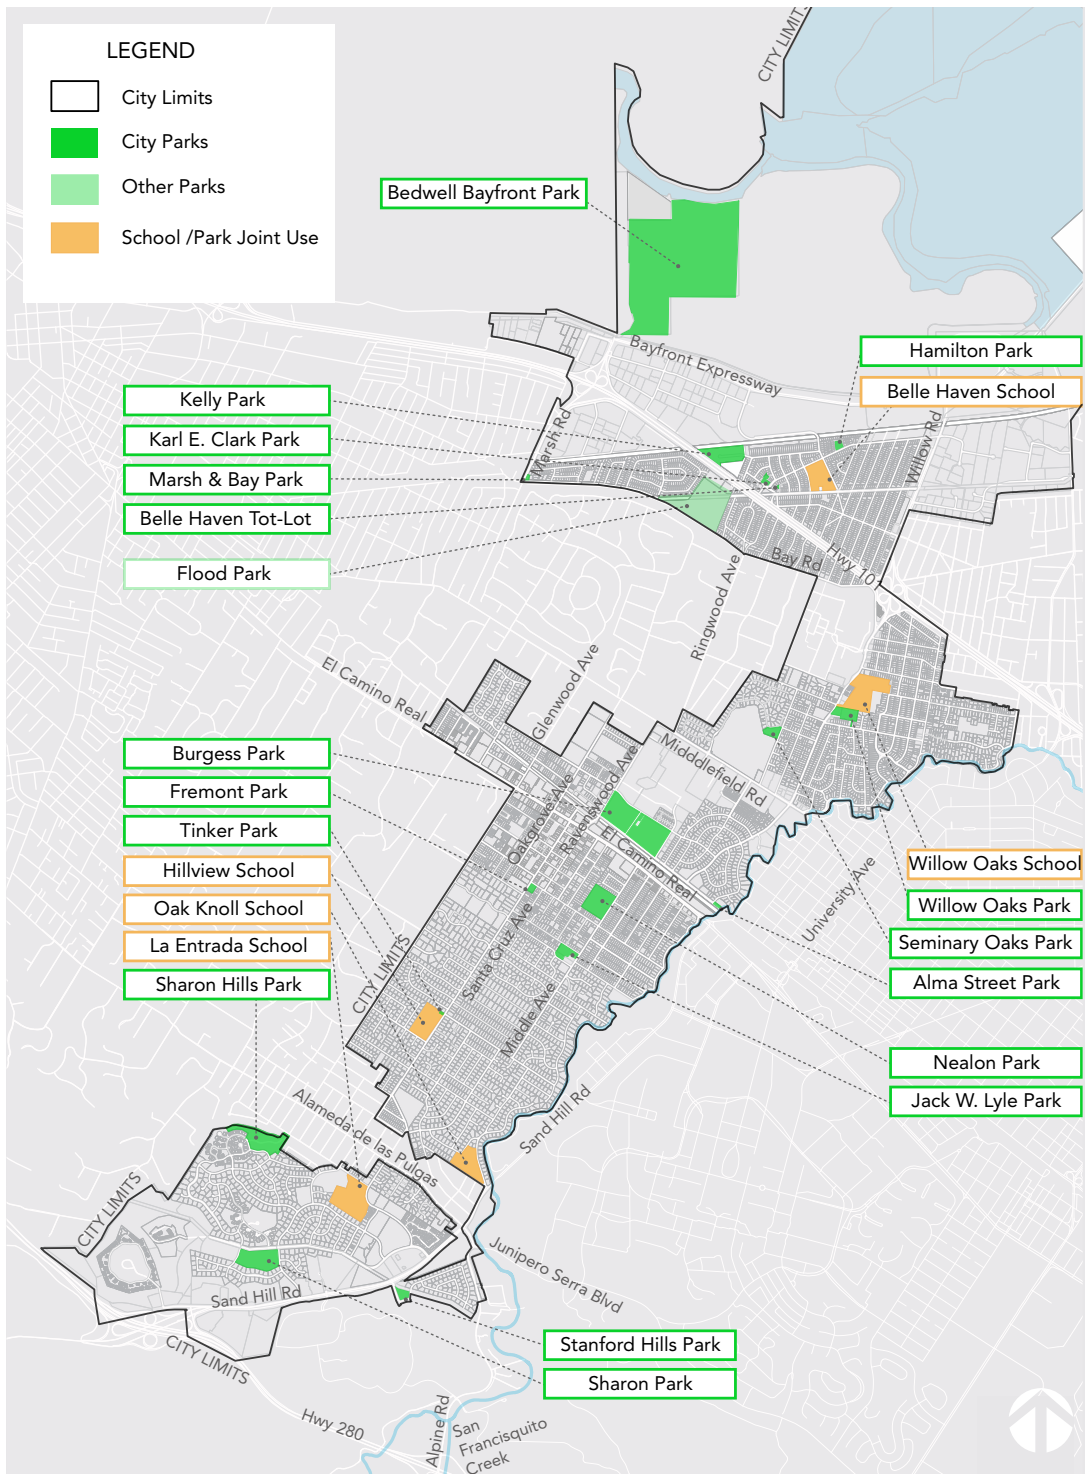 CITY LIMITS
LEGEND
City Limits
City Parks
Other Parks
School /Park Joint Use
Bedwell Bayfront Park
Bayfront Expressway
Hamilton Park
Belle Haven School
Kelly Park
Karl E. Clark Park
Marsh & Bay Park
Belle Haven Tot-Lot
Flood Park
Marsh Rd
Willow Rd
Bay Rd
Hwy 101
Ringwood Ave
El Camino Real
Glenwood Ave
Midddlefield Rd
Burgess Park
Fremont Park
Tinker Park
Hillview School
Oak Knoll School
La Entrada School
Sharon Hills Park
Oakgrove Ave
Ravenswood Ave
El Camino Real
University Ave
Willow Oaks School
Willow Oaks Park
Seminary Oaks Park
Alma Street Park
Nealon Park
Jack W. Lyle Park
CITY LIMITS
Santa Cruz Ave
Middle Ave
Sand Hill Rd
Alameda de las Pulgas
CITY LIMITS
Sand Hill Rd
Junipero Serra Blvd
CITY LIMITS
Stanford Hills Park
Sharon Park
Hwy 280
Alpine Rd
San
Francisquito
Creek